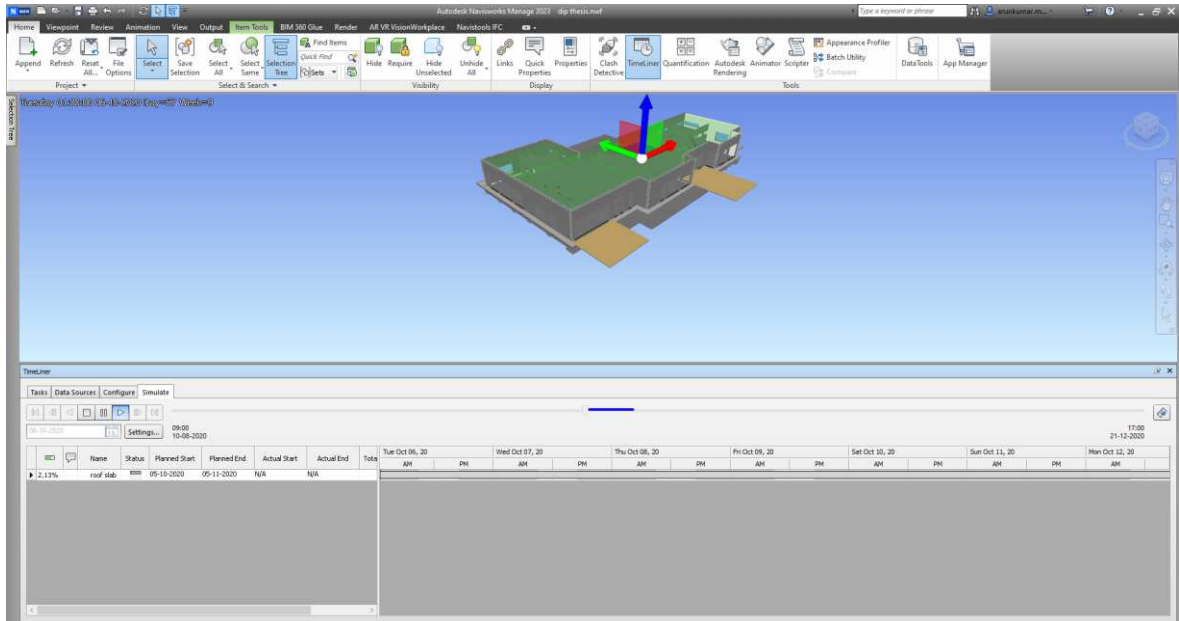 Autodesk Navisworks Manage 2023 dip thesis.nwf
Type a keyword or phrase
Home Viewpoint Review Animation View Output Item Tools BIM 360 Glue Render AR VR VisionWorkplace Navistools IFC
Append Refresh Reset All... File Options Select Save Selection Select All Select Same Selection Tree Find Items Quick Find Sets Hide Require Hide Unselected Unhide All Links Quick Properties Properties Clash Detective TimeLiner Quantification Autodesk Rendering Animator Scripter Appearance Profiler Batch Utility Compare DataTools App Manager
Project Select & Search Visibility Display Tools
Selection Tree
TimeLiner
Tasks Data Sources Configure Simulate
Settings... 09:00 10-08-2020
17:00 21-12-2020
Name Status Planned Start Planned End Actual Start Actual End Tota
Tue Oct 06, 20 Wed Oct 07, 20 Thu Oct 08, 20 Fri Oct 09, 20 Sat Oct 10, 20 Sun Oct 11, 20 Mon Oct 12, 20
AM PM AM PM AM PM AM PM AM PM AM PM AM
2.13% roof slab 05-10-2020 05-11-2020 N/A N/A